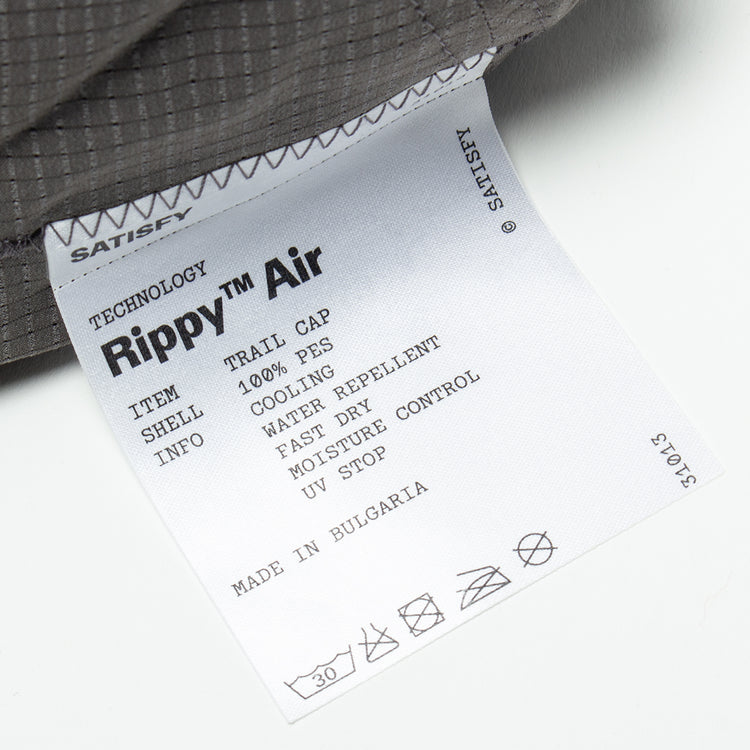 SATISFY
TECHNOLOGY
Rippy™ Air
ITEM TRAIL CAP
SHELL 100% PES
INFO COOLING
WATER REPELLENT
FAST DRY
MOISTURE CONTROL
UV STOP
MADE IN BULGARIA
30
© SATISFY
31013